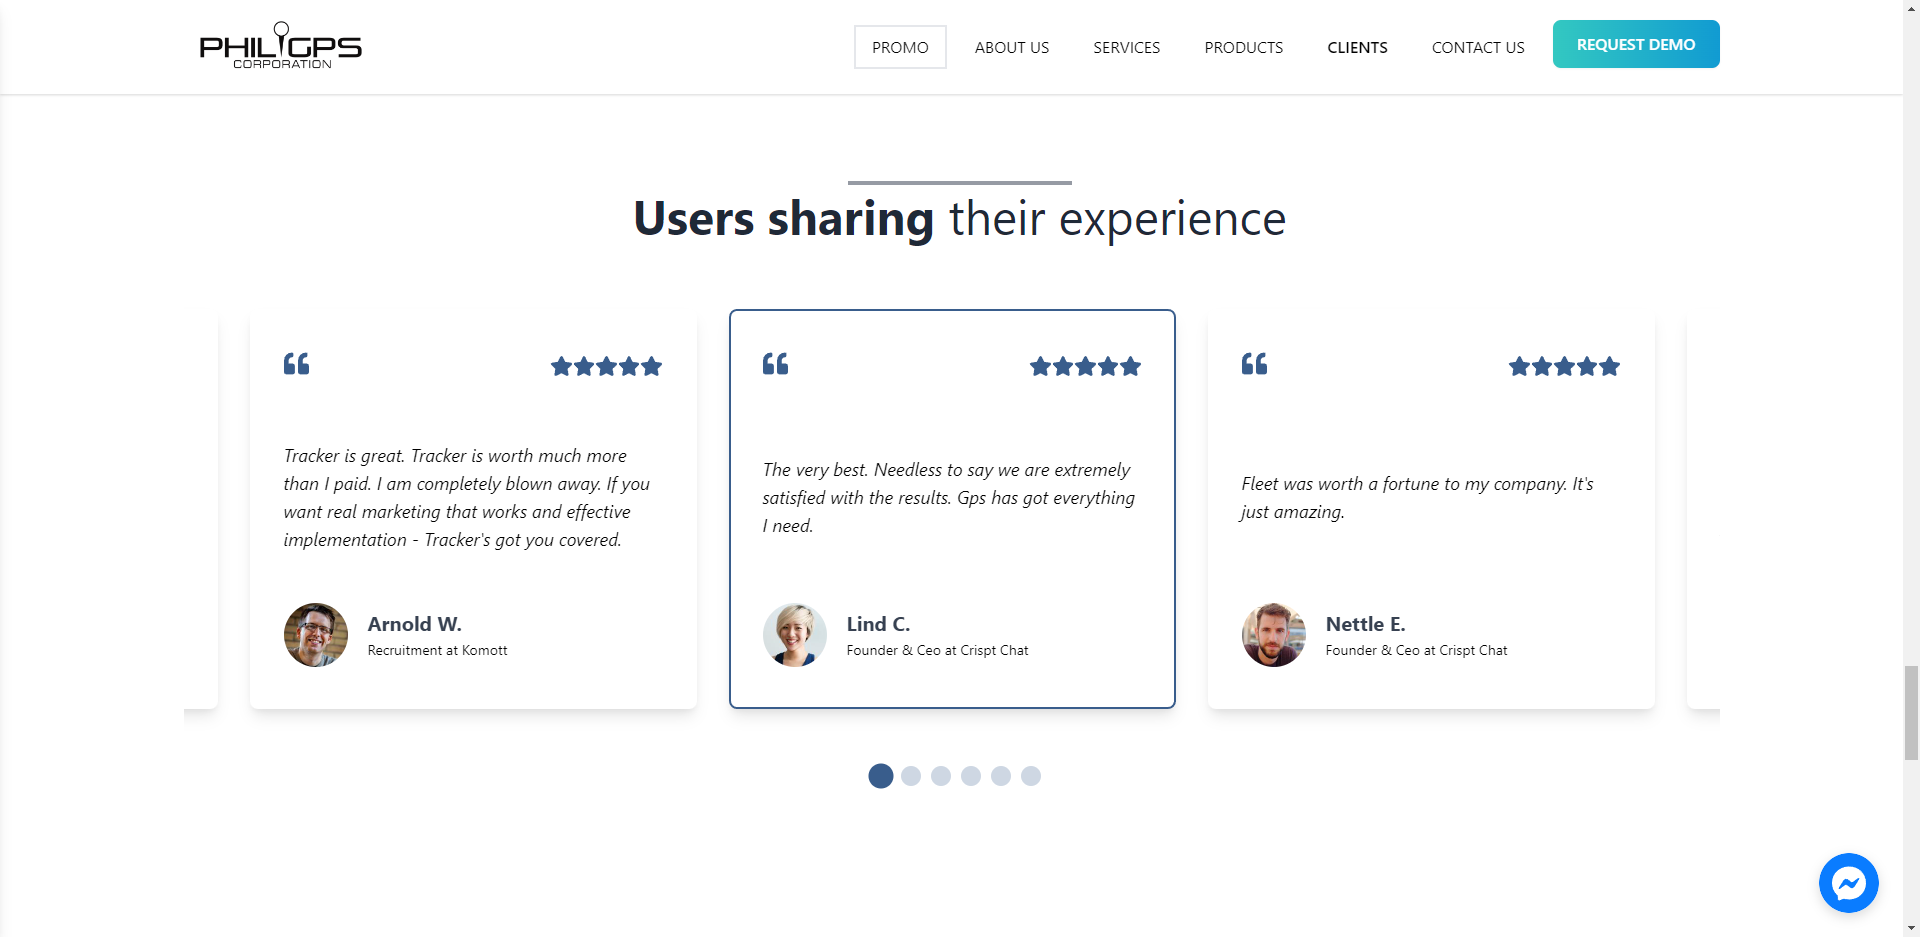 PHILGPS
CORPORATION
PROMO
ABOUT US
SERVICES
PRODUCTS
CLIENTS
CONTACT US
REQUEST DEMO
Users sharing their experience
Tracker is great. Tracker is worth much more
than I paid. I am completely blown away. If you
want real marketing that works and effective
implementation - Tracker's got you covered.
Arnold W.
Recruitment at Komott
The very best. Needless to say we are extremely
satisfied with the results. Gps has got everything
I need.
Lind C.
Founder & Ceo at Crispt Chat
Fleet was worth a fortune to my company. It's
just amazing.
Nettle E.
Founder & Ceo at Crispt Chat